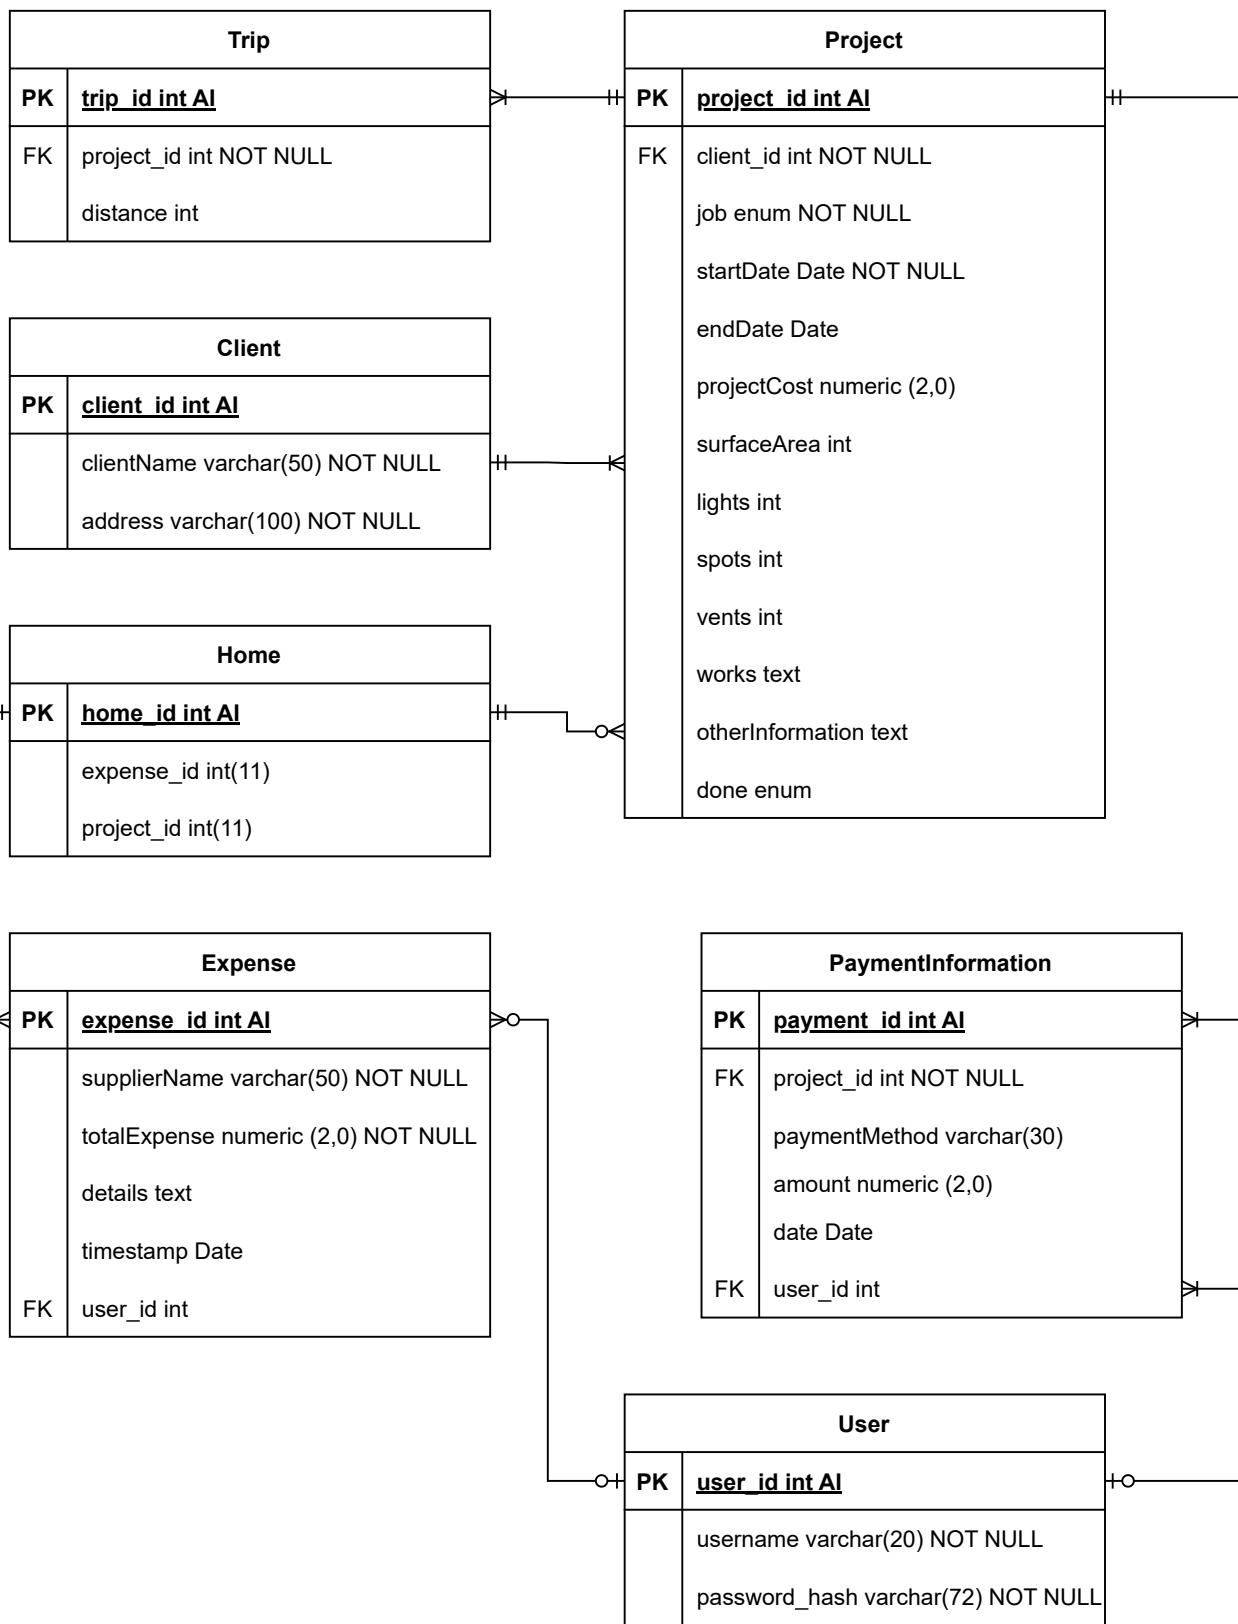 Trip
PK trip_id int AI
FK project_id int NOT NULL
distance int
Project
PK project_id int AI
FK client_id int NOT NULL
job enum NOT NULL
startDate Date NOT NULL
endDate Date
projectCost numeric (2,0)
surfaceArea int
lights int
spots int
vents int
works text
otherInformation text
done enum
Client
PK client_id int AI
clientName varchar(50) NOT NULL
address varchar(100) NOT NULL
Home
PK home_id int AI
expense_id int(11)
project_id int(11)
Expense
PK expense_id int AI
supplierName varchar(50) NOT NULL
totalExpense numeric (2,0) NOT NULL
details text
timestamp Date
FK user_id int
PaymentInformation
PK payment_id int AI
FK project_id int NOT NULL
paymentMethod varchar(30)
amount numeric (2,0)
date Date
FK user_id int
User
PK user_id int AI
username varchar(20) NOT NULL
password_hash varchar(72) NOT NULL